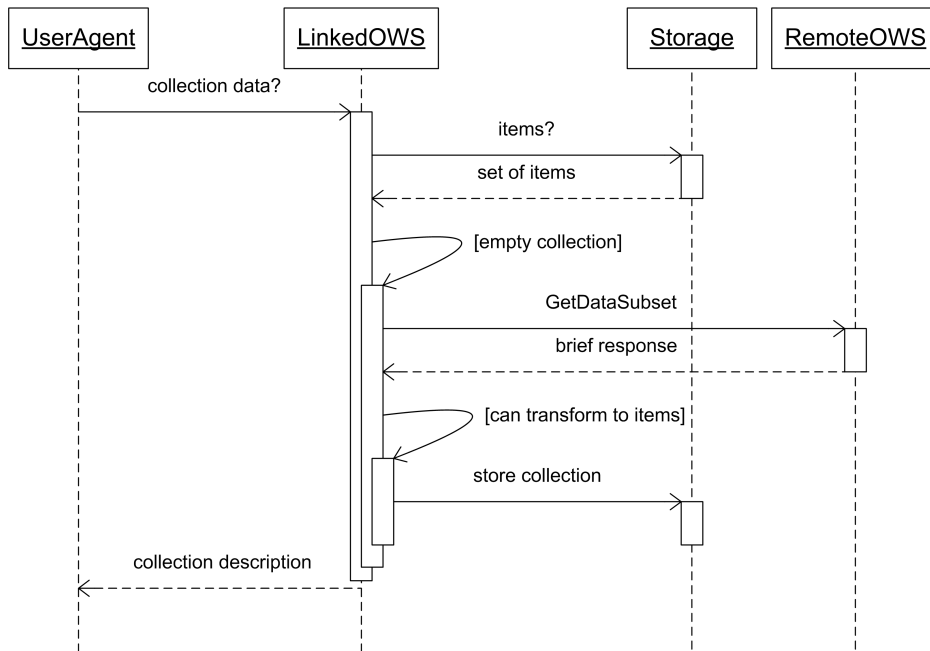 UserAgent
LinkedOWS
Storage
RemoteOWS
collection data?
items?
set of items
[empty collection]
GetDataSubset
brief response
[can transform to items]
store collection
collection description